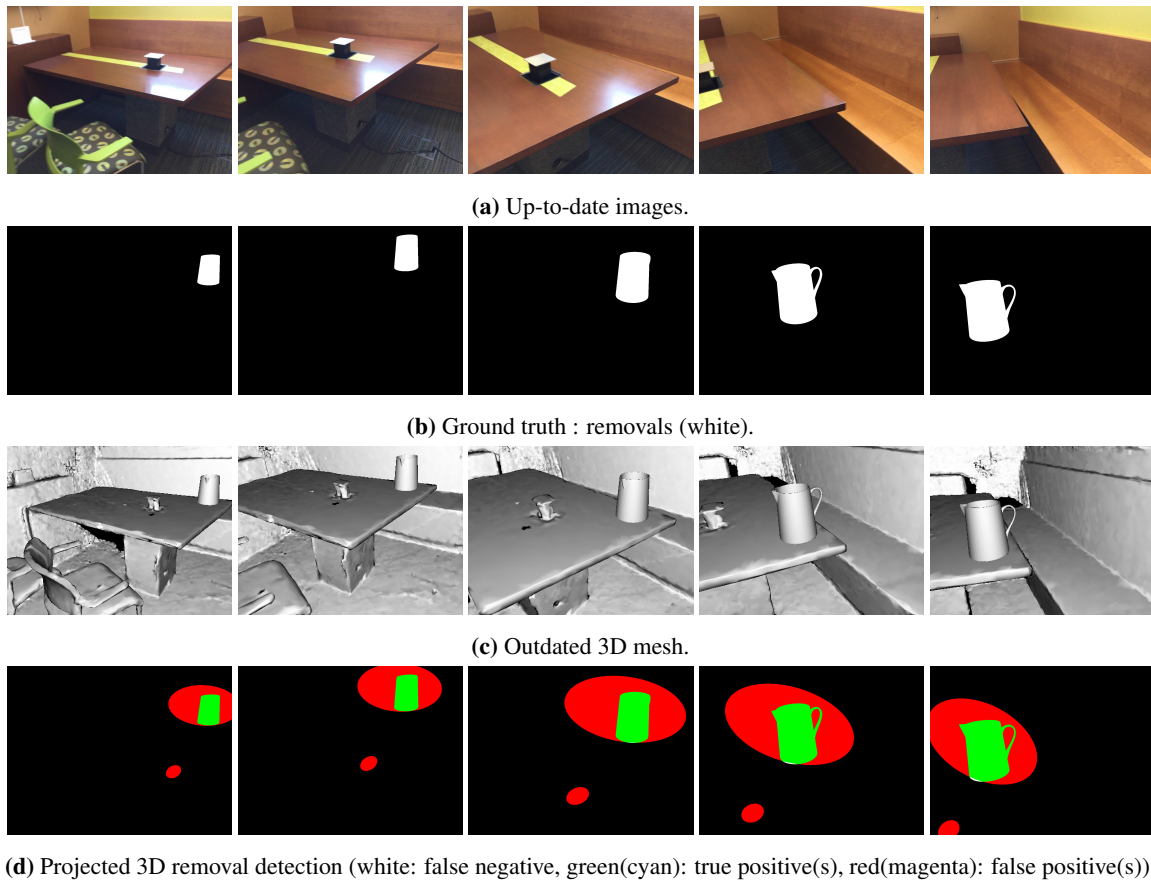 (a) Up-to-date images.
(b) Ground truth : removals (white).
(c) Outdated 3D mesh.
(d) Projected 3D removal detection (white: false negative, green(cyan): true positive(s), red(magenta): false positive(s))